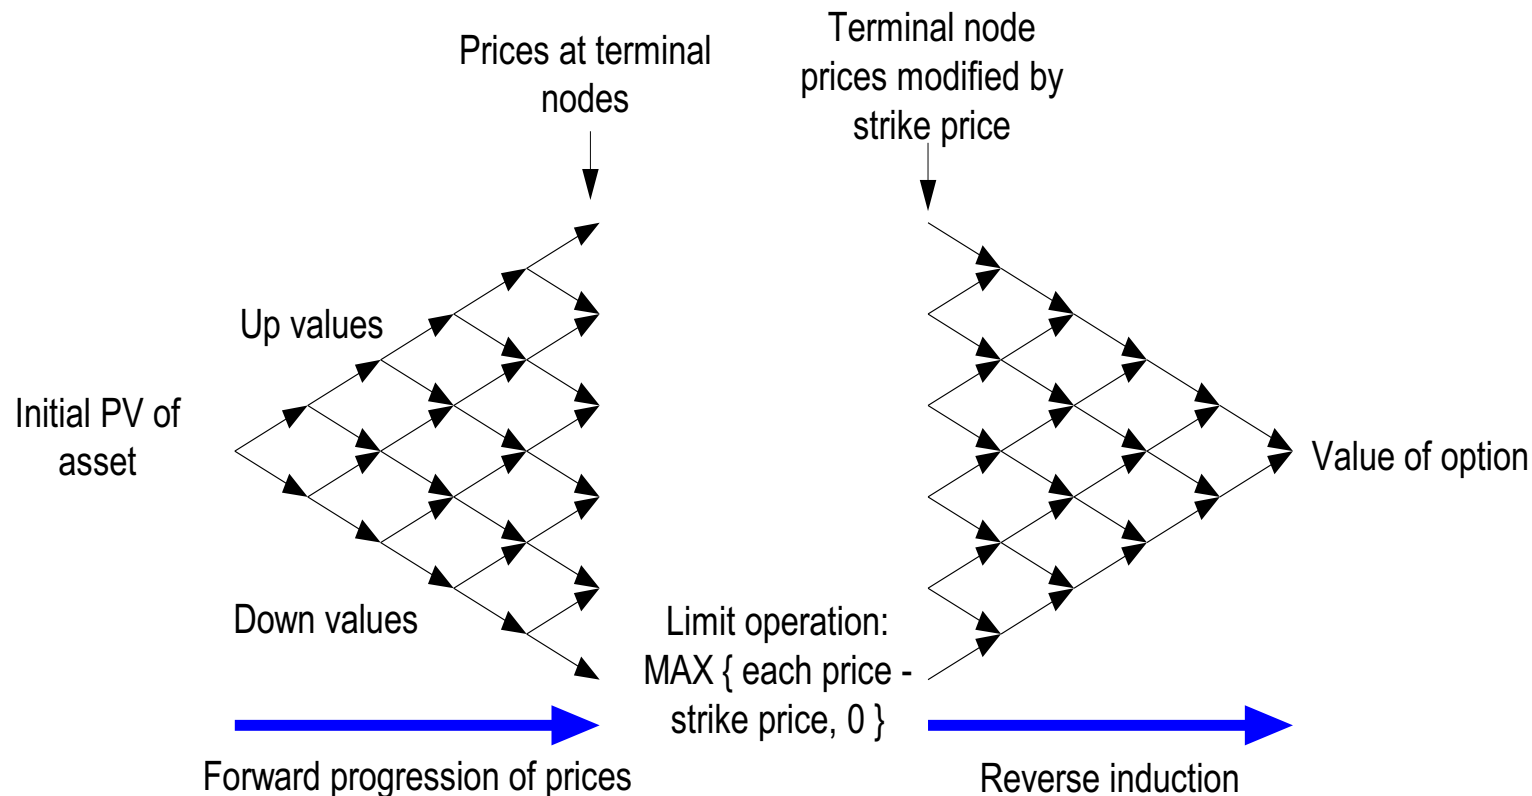 Prices at terminal
nodes
Terminal node
prices modified by
strike price
Up values
Initial PV of
asset
Value of option
Down values
Limit operation:
MAX { each price -
strike price, 0 }
Forward progression of prices
Reverse induction